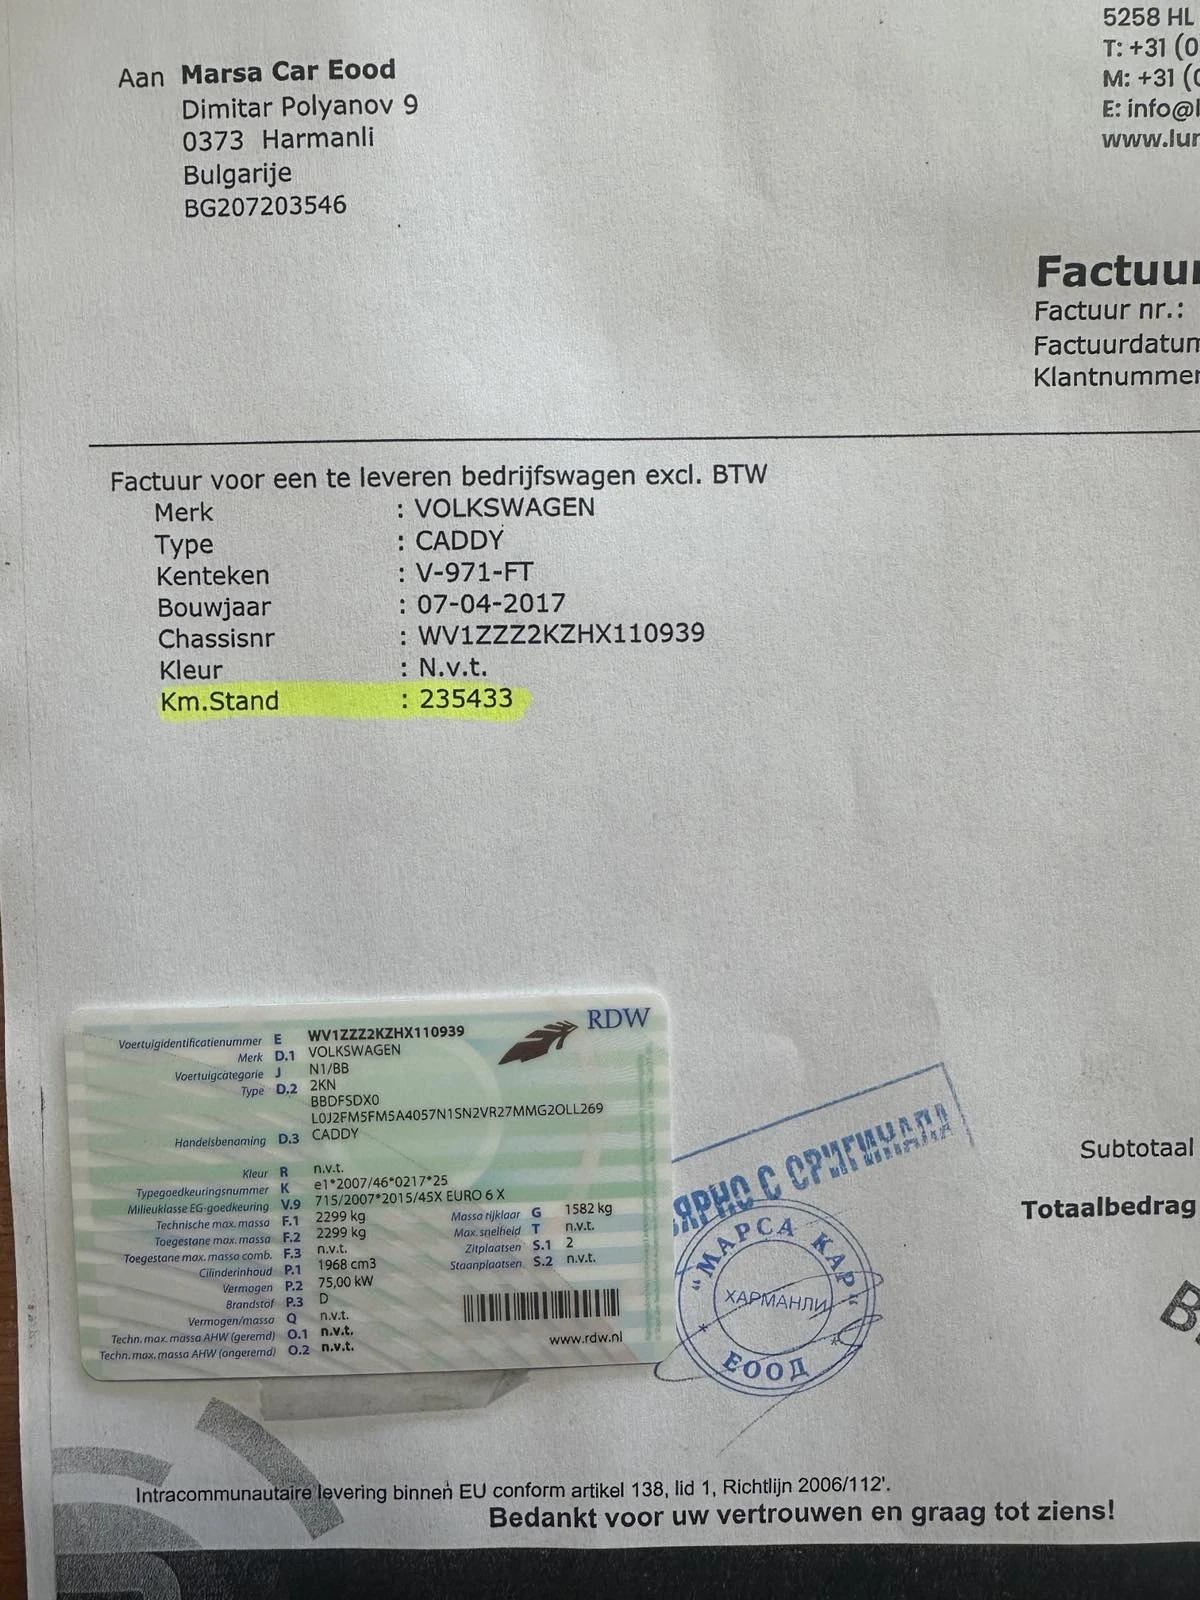 Aan Marsa Car Eood
Dimitar Polyanov 9
0373 Harmanli
Bulgarije
BG207203546
5258 HL
T: +31 (0
M: +31 (0
E: info@l
www.lur
Factuur
Factuur nr.:
Factuurdatum
Klantnummer
Factuur voor een te leveren bedrijfswagen excl. BTW
Merk : VOLKSWAGEN
Type : CADDY
Kenteken : V-971-FT
Bouwjaar : 07-04-2017
Chassisnr : WV1ZZZ2KZHX110939
Kleur : N.v.t.
Km.Stand : 235433
RDW
Voertuigidentificatienummer E WV1ZZZ2KZHX110939
Merk D.1 VOLKSWAGEN
Voertuigcategorie J N1/BB
Type D.2 2KN
BBDFSDX0
L0J2FM5FM5A4057N1SN2VR27MMG2OLL269
Handelsbenaming D.3 CADDY
Kleur R n.v.t.
Typegoedkeuringsnummer K e1*2007/46*0217*25
Milieuklasse EG-goedkeuring V.9 715/2007*2015/45X EURO 6 X
Technische max. massa F.1 2299 kg
Toegestane max. massa F.2 2299 kg
Toegestane max. massa comb. F.3 n.v.t.
Cilinderinhoud P.1 1968 cm3
Vermogen P.2 75,00 kW
Brandstof P.3 D
Vermogen/massa Q n.v.t.
Techn. max. massa AHW (geremd) O.1 n.v.t.
Techn. max. massa AHW (ongeremd) O.2 n.v.t.
Massa rijklaar G 1582 kg
Max. snelheid T n.v.t.
Zitplaatsen S.1 2
Staanplaatsen S.2 n.v.t.
www.rdw.nl
ЯРНО С ОРИГИНАЛА
"МАРСА КАР"
ХАРМАНЛИ
ЕООД
Subtotaal
Totaalbedrag
Intracommunautaire levering binnen EU conform artikel 138, lid 1, Richtlijn 2006/112'.
Bedankt voor uw vertrouwen en graag tot ziens!